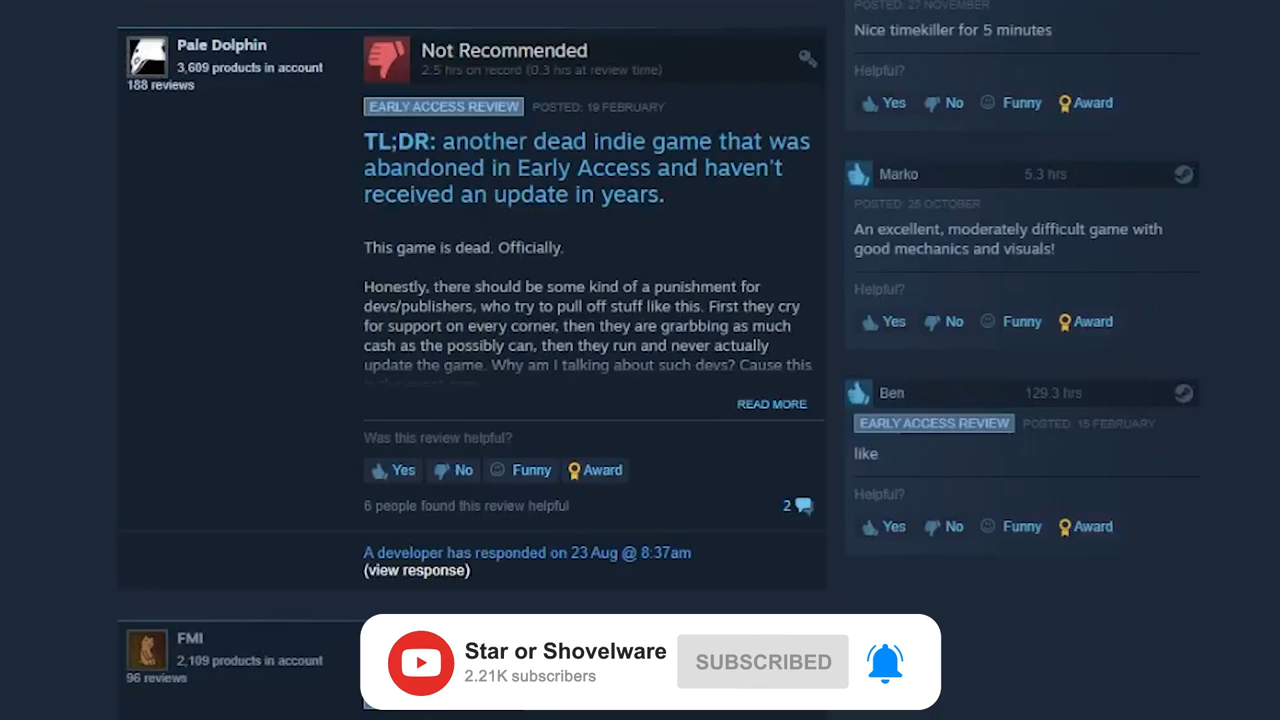 Pale Dolphin
3,609 products in account
188 reviews
Not Recommended
2.5 hrs on record (0.3 hrs at review time)
EARLY ACCESS REVIEW
POSTED: 19 FEBRUARY
TL;DR: another dead indie game that was
abandoned in Early Access and haven't
received an update in years.
This game is dead. Officially.
Honestly, there should be some kind of a punishment for
devs/publishers, who try to pull off stuff like this. First they cry
for support on every corner, then they are grarbbing as much
cash as the possibly can, then they run and never actually
update the game. Why am I talking about such devs? Cause this
READ MORE
Was this review helpful?
Yes No Funny Award
6 people found this review helpful
2
A developer has responded on 23 Aug @ 8:37am
(view response)
FMI
2,109 products in account
96 reviews
POSTED: 27 NOVEMBER
Nice timekiller for 5 minutes
Helpful?
Yes No Funny Award
Marko 5.3 hrs
POSTED: 25 OCTOBER
An excellent, moderately difficult game with
good mechanics and visuals!
Helpful?
Yes No Funny Award
Ben 129.3 hrs
EARLY ACCESS REVIEW POSTED: 15 FEBRUARY
like
Helpful?
Yes No Funny Award
Star or Shovelware
2.21K subscribers
SUBSCRIBED